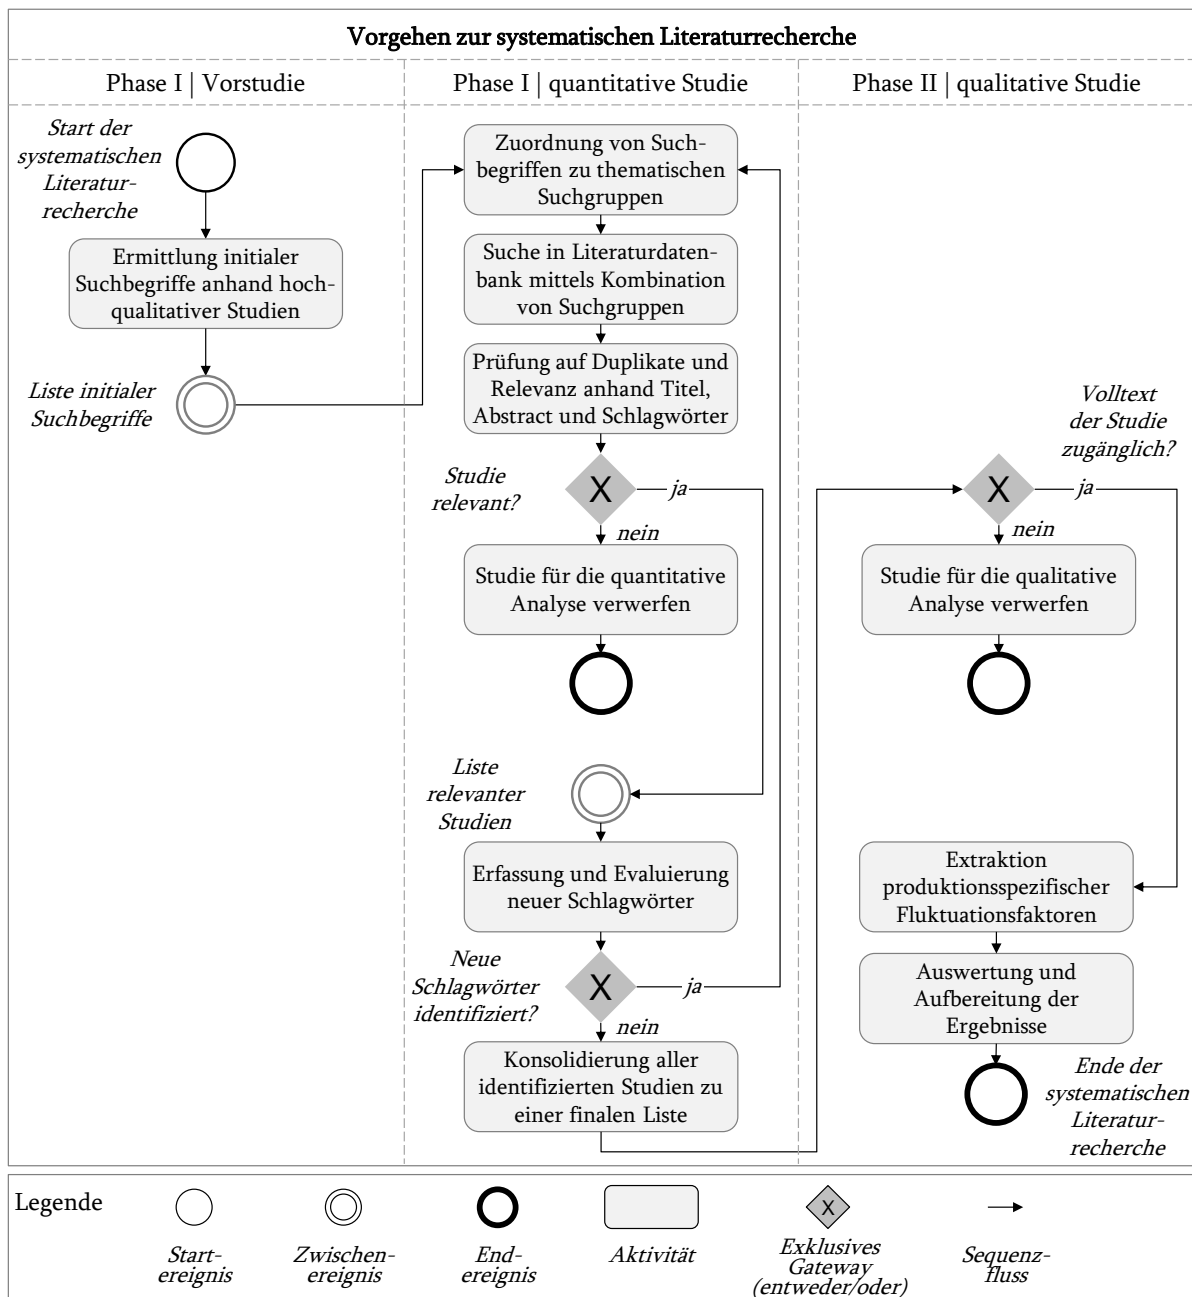 Vorgehen zur systematischen Literaturrecherche
Phase I | Vorstudie
Phase I | quantitative Studie
Phase II | qualitative Studie
Start der
systematischen
Literatur-
recherche
Ermittlung initialer
Suchbegriffe anhand hoch-
qualitativer Studien
Liste initialer
Suchbegriffe
Zuordnung von Such-
begriffen zu thematischen
Suchgruppen
Suche in Literaturdaten-
bank mittels Kombination
von Suchgruppen
Prüfung auf Duplikate und
Relevanz anhand Titel,
Abstract und Schlagwörter
Studie
relevant?
X
ja
nein
Studie für die quantitative
Analyse verwerfen
Liste
relevanter
Studien
Erfassung und Evaluierung
neuer Schlagwörter
Neue
Schlagwörter
identifiziert?
X
ja
nein
Konsolidierung aller
identifizierten Studien zu
einer finalen Liste
Volltext
der Studie
zugänglich?
X
ja
nein
Studie für die qualitative
Analyse verwerfen
Extraktion
produktionsspezifischer
Fluktuationsfaktoren
Auswertung und
Aufbereitung der
Ergebnisse
Ende der
systematischen
Literatur-
recherche
Legende
Start-
ereignis
Zwischen-
ereignis
End-
ereignis
Aktivität
X
Exklusives
Gateway
(entweder/oder)
Sequenz-
fluss